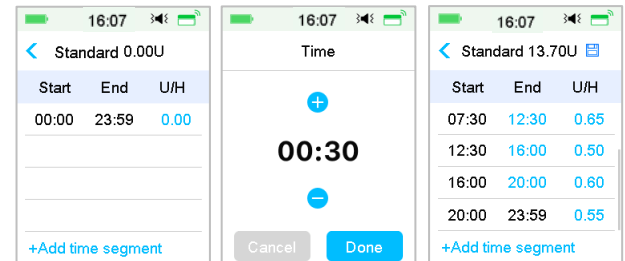 16:07
Standard 0.00U
Start End U/H
00:00 23:59 0.00
+Add time segment
16:07
Time
00:30
Cancel Done
16:07
Standard 13.70U
Start End U/H
07:30 12:30 0.65
12:30 16:00 0.50
16:00 20:00 0.60
20:00 23:59 0.55
+Add time segment